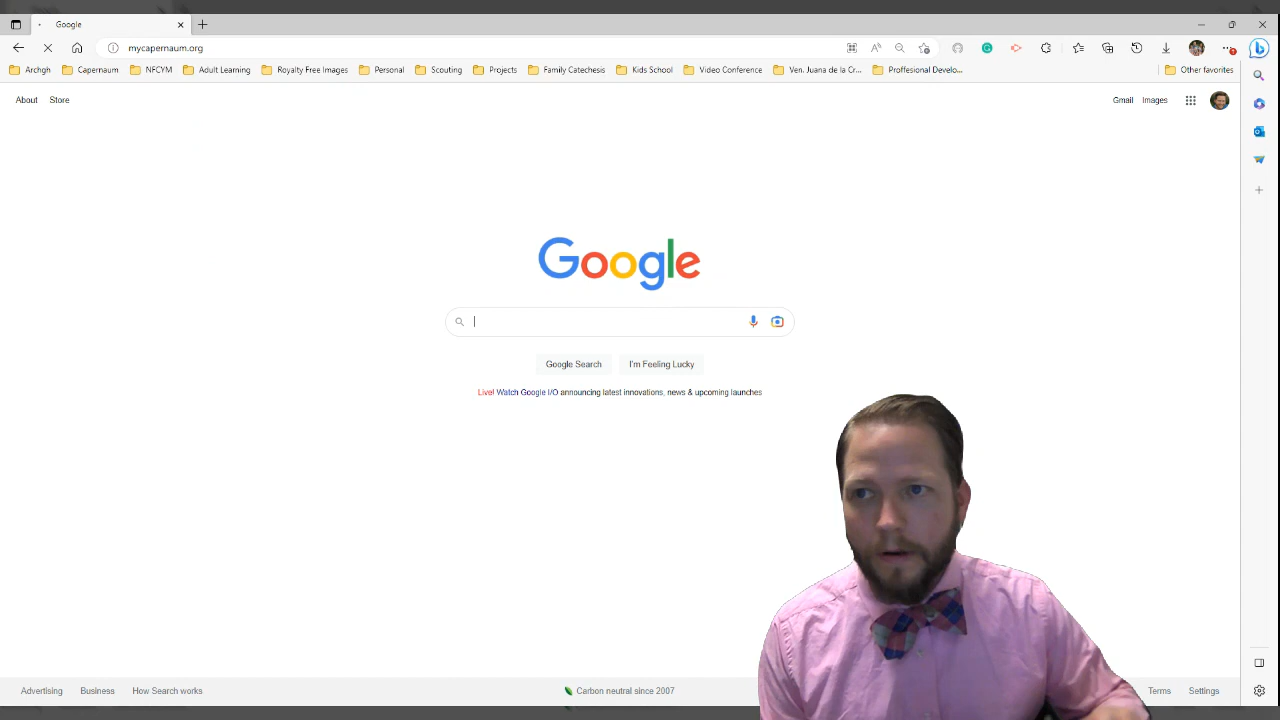 Google
mycapernaum.org
Archgh Capernaum NFCYM Adult Learning Royalty Free Images Personal Scouting Projects Family Catechesis Kids School Video Conference Ven. Juana de la Cr... Proffesional Develo... Other favorites
About Store Gmail Images
Google
Google Search I'm Feeling Lucky
Live! Watch Google I/O announcing latest innovations, news & upcoming launches
Advertising Business How Search works Carbon neutral since 2007 Terms Settings